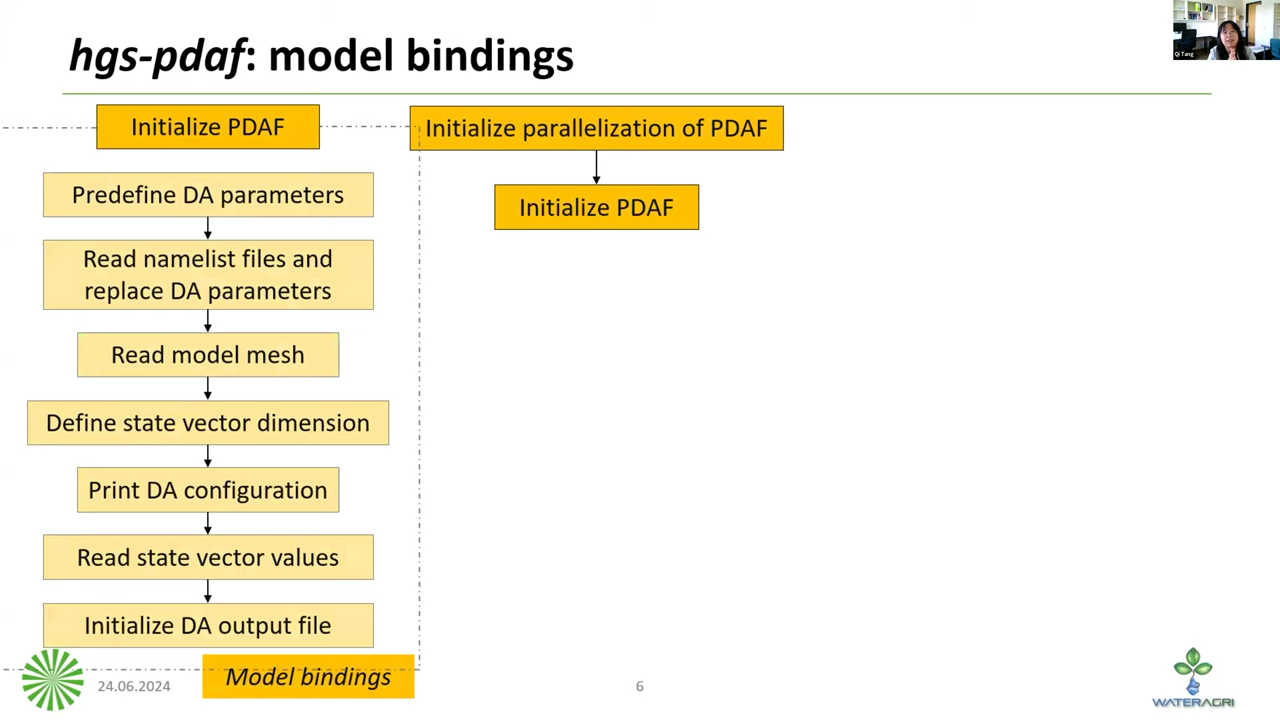 hgs-pdaf: model bindings
Qi Tang
Initialize PDAF
Initialize parallelization of PDAF
Predefine DA parameters
Initialize PDAF
Read namelist files and
replace DA parameters
Read model mesh
Define state vector dimension
Print DA configuration
Read state vector values
Initialize DA output file
Model bindings
24.06.2024
6
WATERAGRI